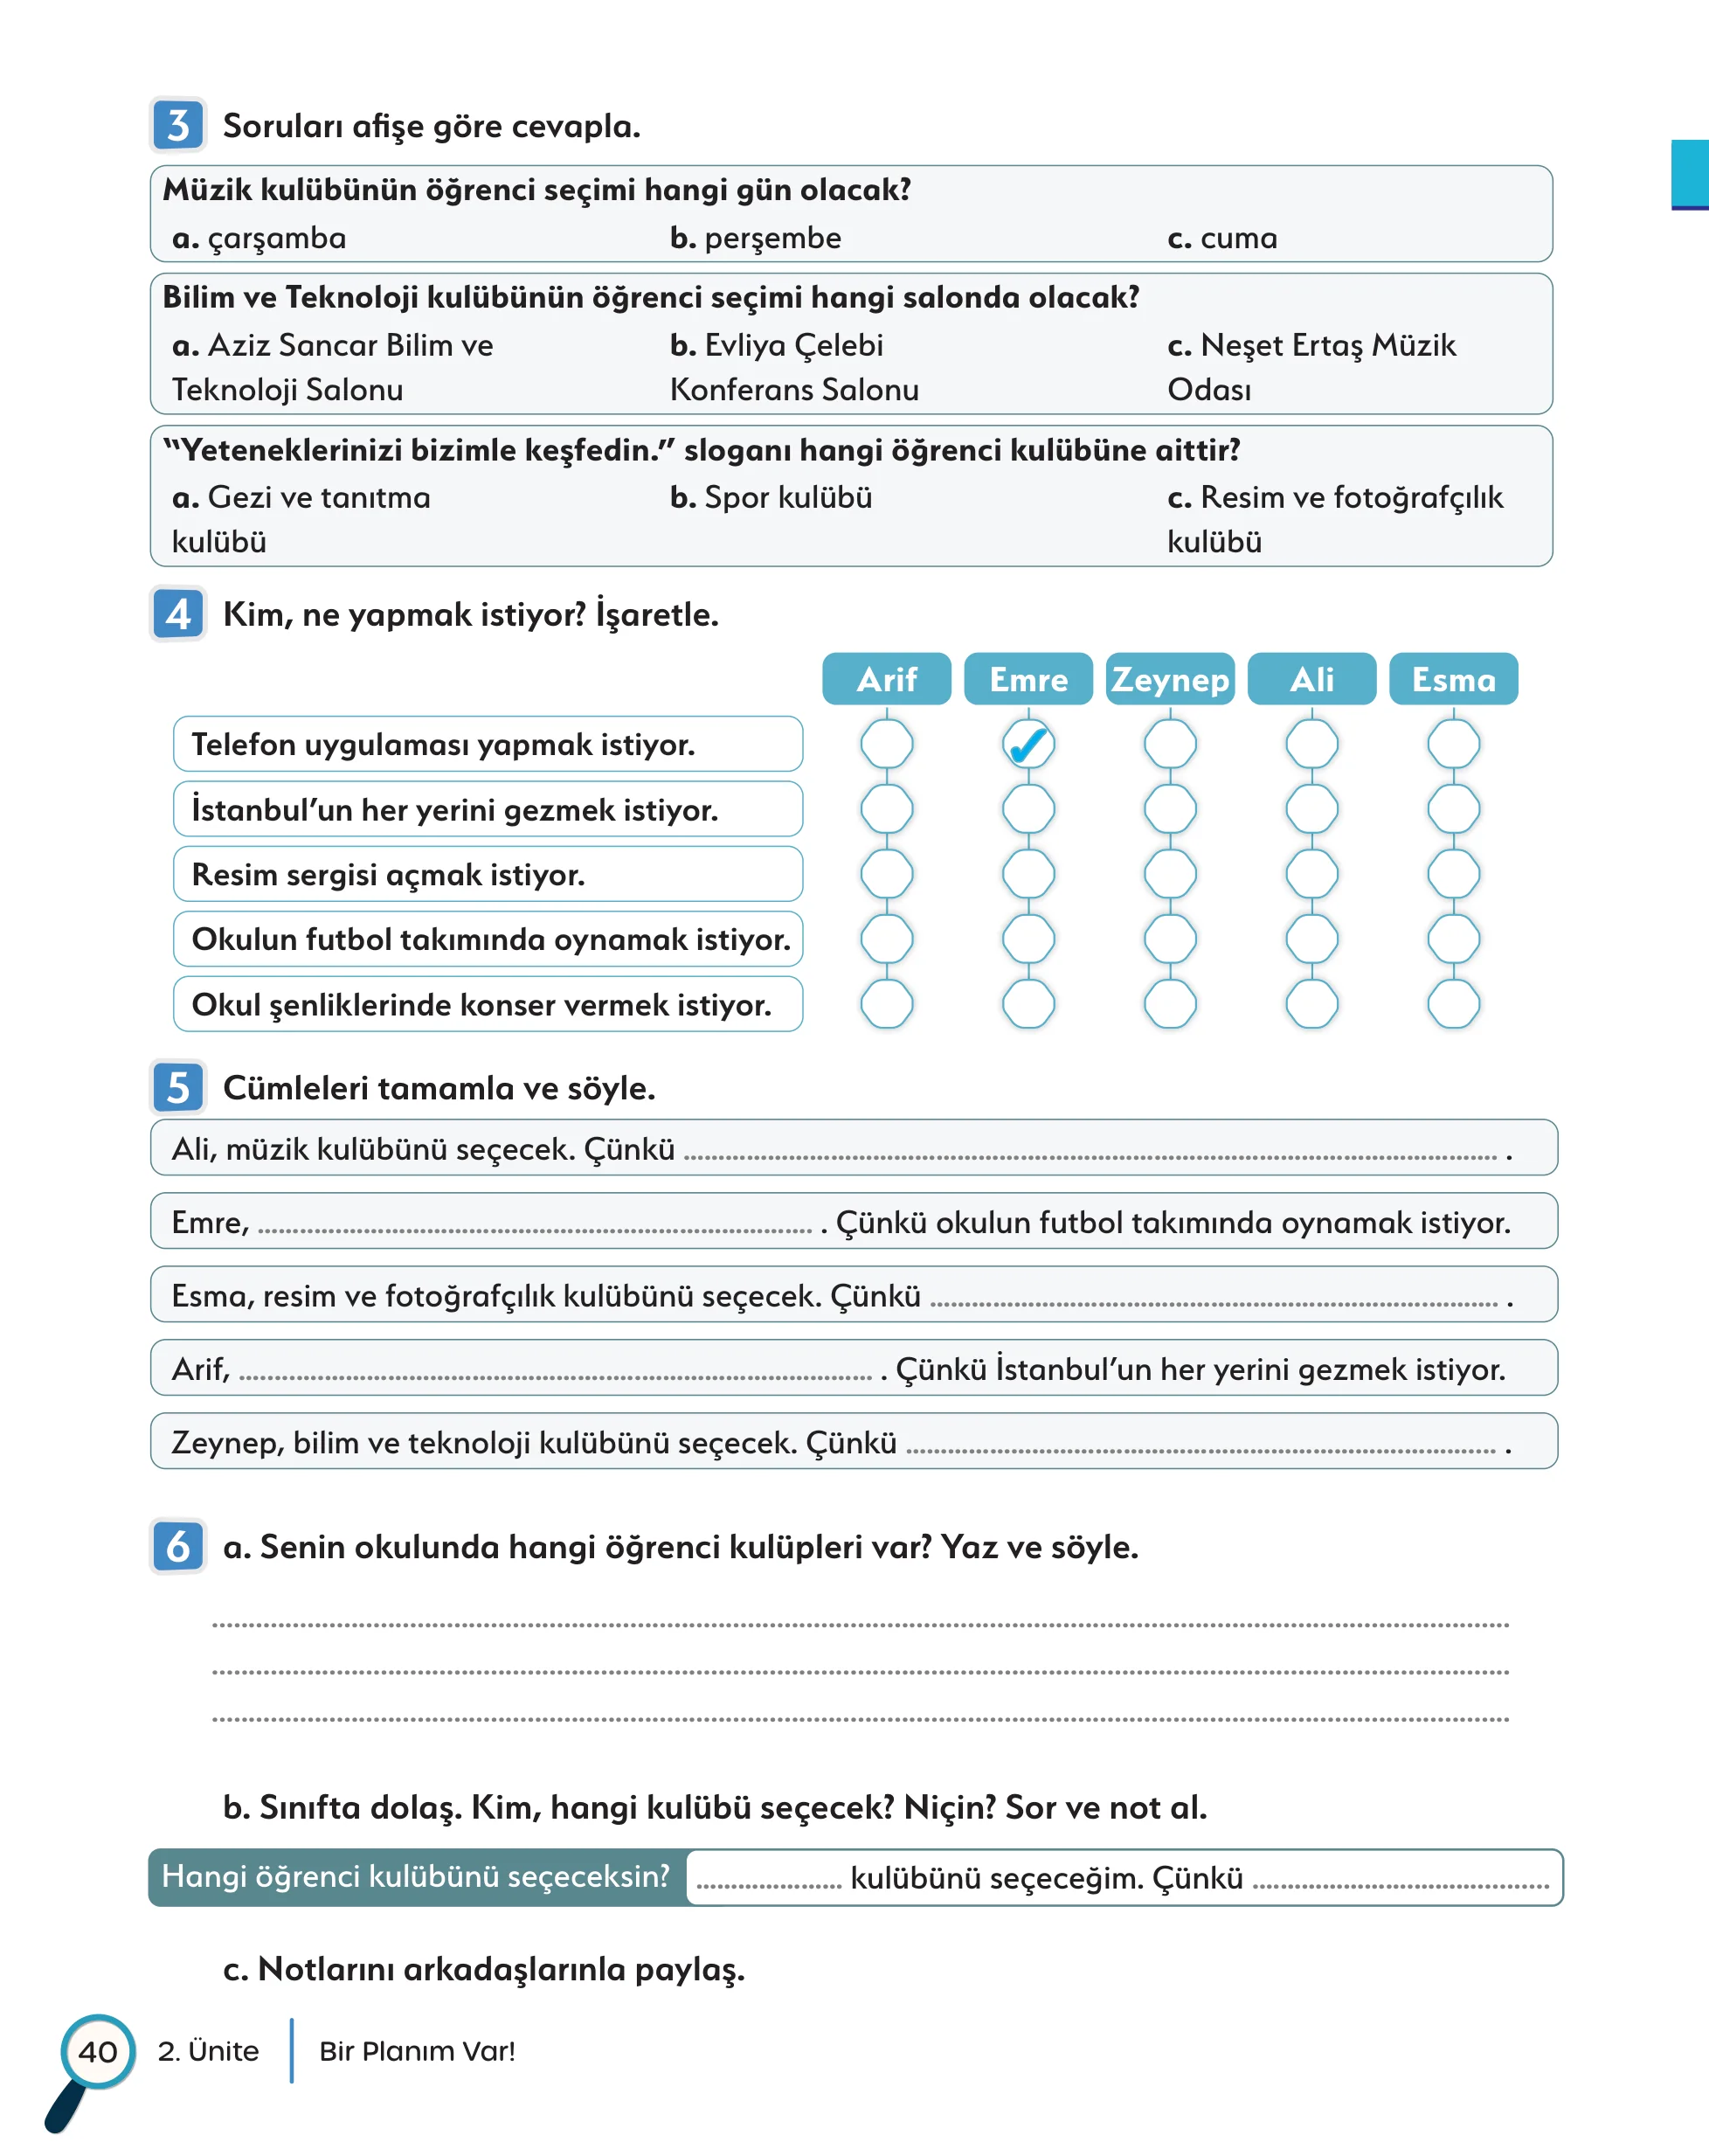 3 Soruları afişe göre cevapla.
Müzik kulübünün öğrenci seçimi hangi gün olacak?
a. çarşamba b. perşembe c. cuma
Bilim ve Teknoloji kulübünün öğrenci seçimi hangi salonda olacak?
a. Aziz Sancar Bilim ve b. Evliya Çelebi c. Neşet Ertaş Müzik
Teknoloji Salonu Konferans Salonu Odası
“Yeteneklerinizi bizimle keşfedin.” sloganı hangi öğrenci kulübüne aittir?
a. Gezi ve tanıtma b. Spor kulübü c. Resim ve fotoğrafçılık
kulübü kulübü
4 Kim, ne yapmak istiyor? İşaretle.
Arif Emre Zeynep Ali Esma
Telefon uygulaması yapmak istiyor.
İstanbul’un her yerini gezmek istiyor.
Resim sergisi açmak istiyor.
Okulun futbol takımında oynamak istiyor.
Okul şenliklerinde konser vermek istiyor.
5 Cümleleri tamamla ve söyle.
Ali, müzik kulübünü seçecek. Çünkü .................... .
Emre, .................... . Çünkü okulun futbol takımında oynamak istiyor.
Esma, resim ve fotoğrafçılık kulübünü seçecek. Çünkü .................... .
Arif, .................... . Çünkü İstanbul’un her yerini gezmek istiyor.
Zeynep, bilim ve teknoloji kulübünü seçecek. Çünkü .................... .
6 a. Senin okulunda hangi öğrenci kulüpleri var? Yaz ve söyle.
b. Sınıfta dolaş. Kim, hangi kulübü seçecek? Niçin? Sor ve not al.
Hangi öğrenci kulübünü seçeceksin? .................... kulübünü seçeceğim. Çünkü ....................
c. Notlarını arkadaşlarınla paylaş.
40 2. Ünite Bir Planım Var!